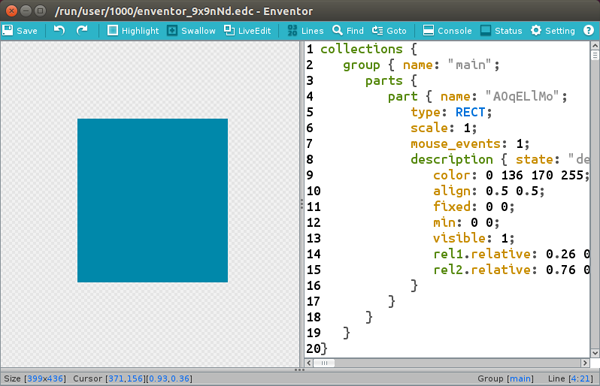 /run/user/1000/enventor_9x9nNd.edc - Enventor
Save Highlight Swallow LiveEdit Lines Find Goto Console Status Setting ?
1 collections {
2 group { name: "main";
3 parts {
4 part { name: "AOqELlMo";
5 type: RECT;
6 scale: 1;
7 mouse_events: 1;
8 description { state: "de
9 color: 0 136 170 255;
10 align: 0.5 0.5;
11 fixed: 0 0;
12 min: 0 0;
13 visible: 1;
14 rel1.relative: 0.26 0
15 rel2.relative: 0.76 0
16 }
17 }
18 }
19 }
20 }
Size [399x436] Cursor [371,156][0.93,0.36] Group [main] Line [4:21]